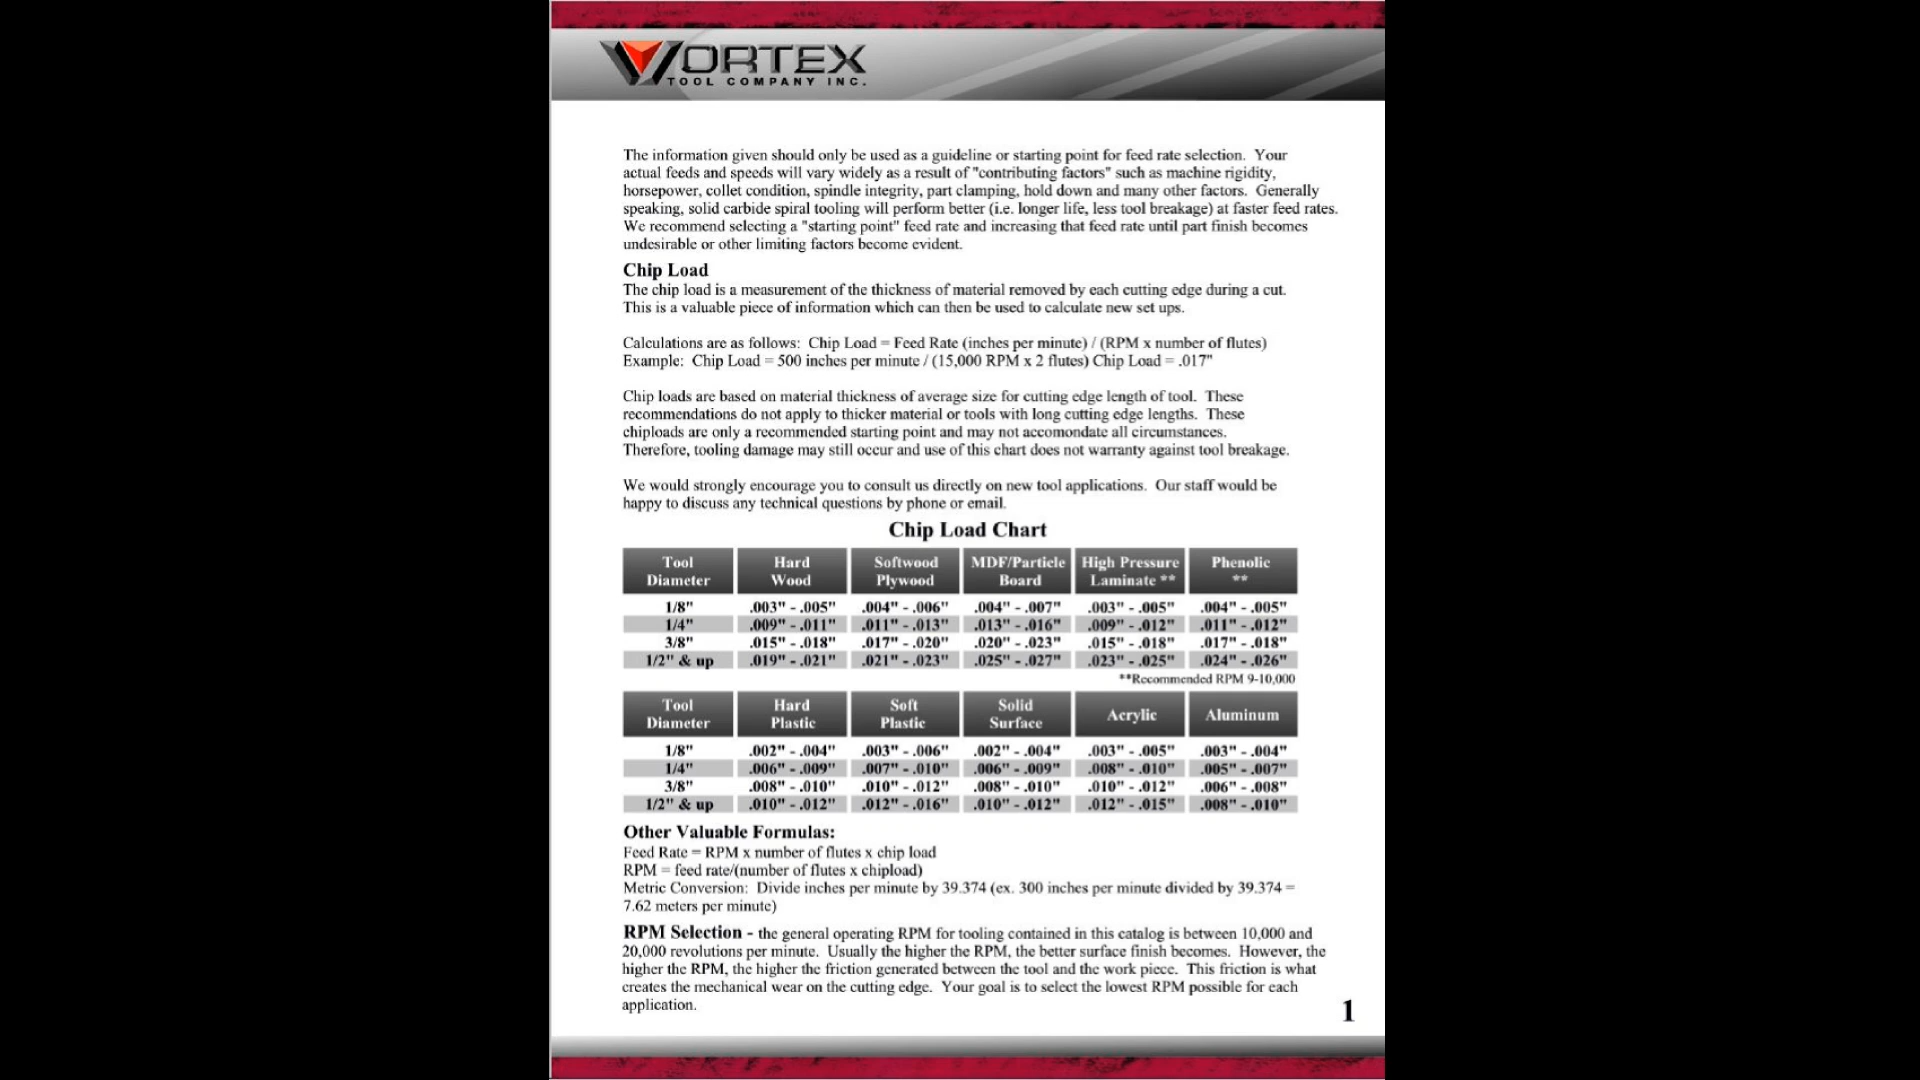 VORTEX
TOOL COMPANY INC.
The information given should only be used as a guideline or starting point for feed rate selection. Your
actual feeds and speeds will vary widely as a result of "contributing factors" such as machine rigidity,
horsepower, collet condition, spindle integrity, part clamping, hold down and many other factors. Generally
speaking, solid carbide spiral tooling will perform better (i.e. longer life, less tool breakage) at faster feed rates.
We recommend selecting a "starting point" feed rate and increasing that feed rate until part finish becomes
undesirable or other limiting factors become evident.
Chip Load
The chip load is a measurement of the thickness of material removed by each cutting edge during a cut.
This is a valuable piece of information which can then be used to calculate new set ups.
Calculations are as follows: Chip Load = Feed Rate (inches per minute) / (RPM x number of flutes)
Example: Chip Load = 500 inches per minute / (15,000 RPM x 2 flutes) Chip Load = .017"
Chip loads are based on material thickness of average size for cutting edge length of tool. These
recommendations do not apply to thicker material or tools with long cutting edge lengths. These
chiploads are only a recommended starting point and may not accomondate all circumstances.
Therefore, tooling damage may still occur and use of this chart does not warranty against tool breakage.
We would strongly encourage you to consult us directly on new tool applications. Our staff would be
happy to discuss any technical questions by phone or email.
Chip Load Chart
Tool Diameter Hard Wood Softwood Plywood MDF/Particle Board High Pressure Laminate ** Phenolic **
1/8" .003" - .005" .004" - .006" .004" - .007" .003" - .005" .004" - .005"
1/4" .009" - .011" .011" - .013" .013" - .016" .009" - .012" .011" - .012"
3/8" .015" - .018" .017" - .020" .020" - .023" .015" - .018" .017" - .018"
1/2" & up .019" - .021" .021" - .023" .025" - .027" .023" - .025" .024" - .026"
**Recommended RPM 9-10,000
Tool Diameter Hard Plastic Soft Plastic Solid Surface Acrylic Aluminum
1/8" .002" - .004" .003" - .006" .002" - .004" .003" - .005" .003" - .004"
1/4" .006" - .009" .007" - .010" .006" - .009" .008" - .010" .005" - .007"
3/8" .008" - .010" .010" - .012" .008" - .010" .010" - .012" .006" - .008"
1/2" & up .010" - .012" .012" - .016" .010" - .012" .012" - .015" .008" - .010"
Other Valuable Formulas:
Feed Rate = RPM x number of flutes x chip load
RPM = feed rate/(number of flutes x chipload)
Metric Conversion: Divide inches per minute by 39.374 (ex. 300 inches per minute divided by 39.374 =
7.62 meters per minute)
RPM Selection - the general operating RPM for tooling contained in this catalog is between 10,000 and
20,000 revolutions per minute. Usually the higher the RPM, the better surface finish becomes. However, the
higher the RPM, the higher the friction generated between the tool and the work piece. This friction is what
creates the mechanical wear on the cutting edge. Your goal is to select the lowest RPM possible for each
application.
1